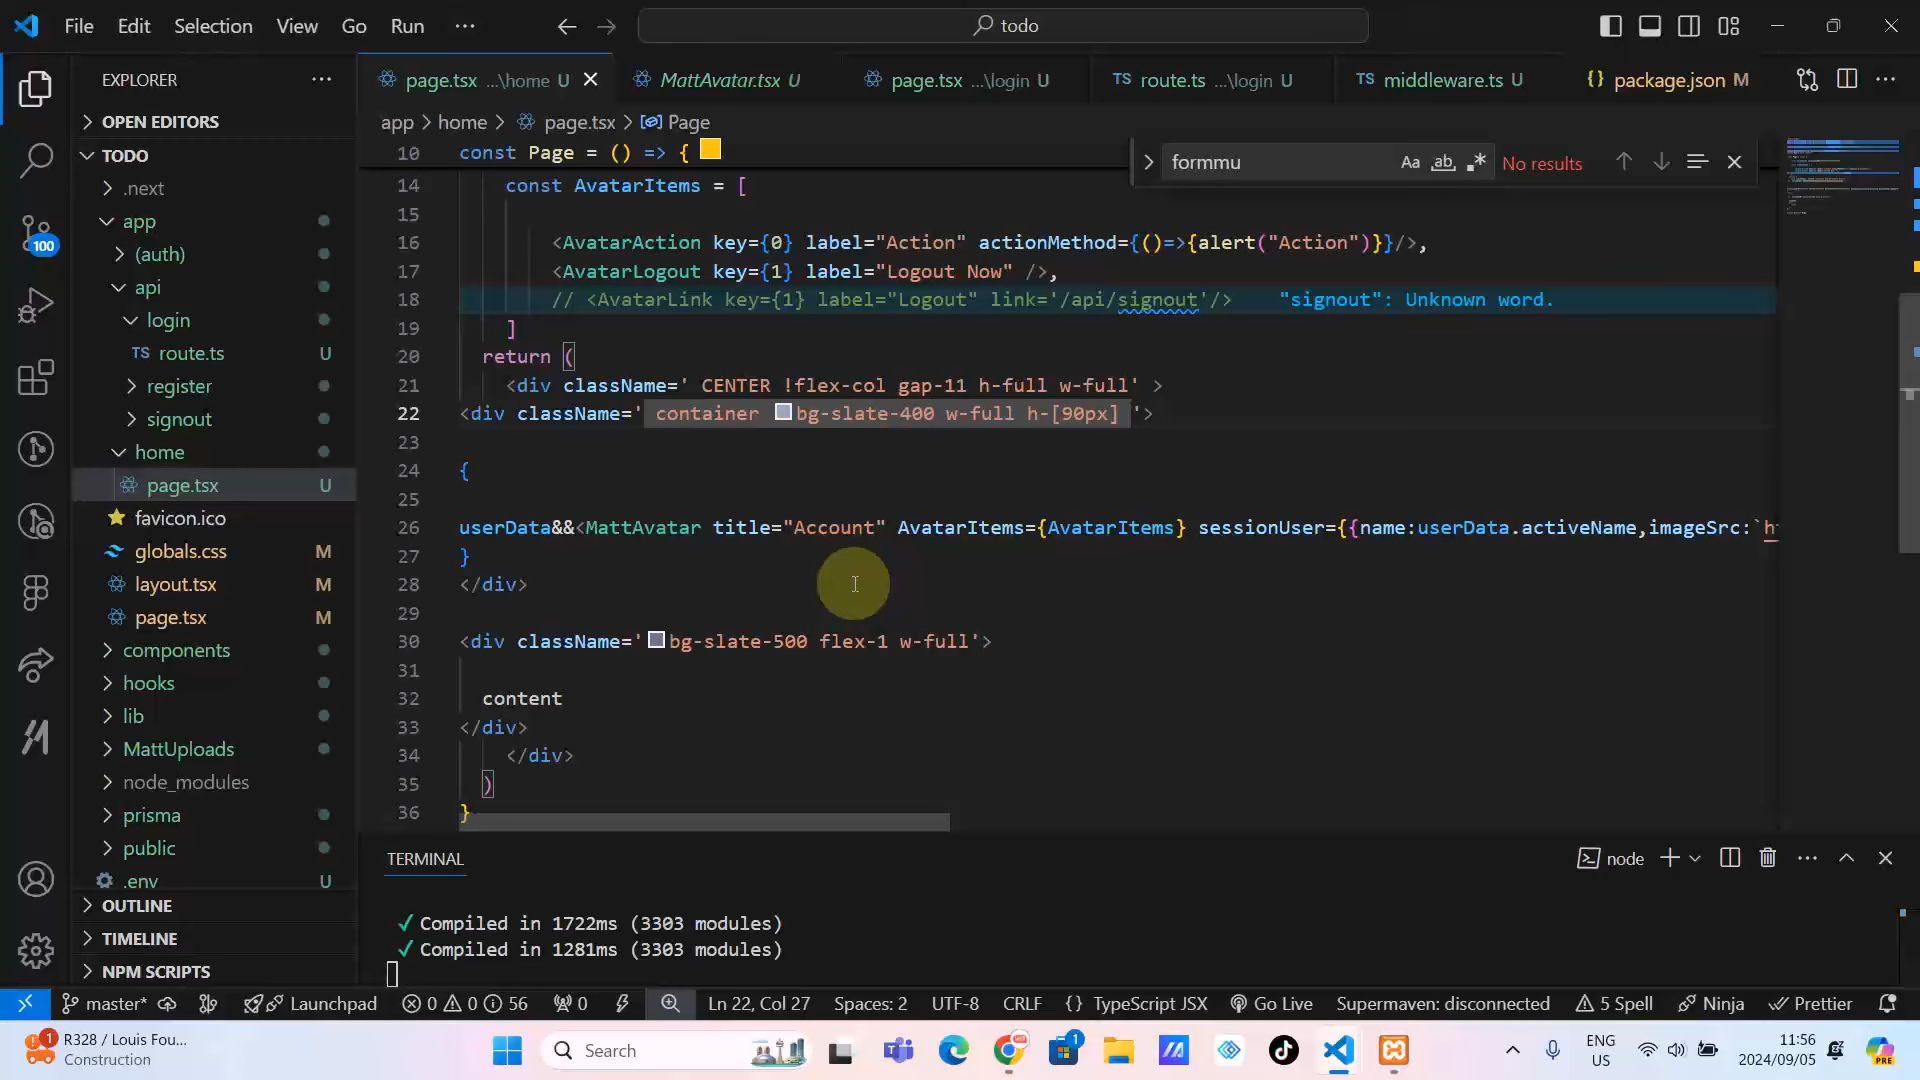 File Edit Selection View Go Run ··· todo
EXPLORER
OPEN EDITORS
TODO
.next
app
(auth)
api
login
TS route.ts U
register
signout
home
page.tsx U
favicon.ico
globals.css M
layout.tsx M
page.tsx M
components
hooks
lib
MattUploads
node_modules
prisma
public
.env U
OUTLINE
TIMELINE
NPM SCRIPTS
100
page.tsx ...\home U
MattAvatar.tsx U
page.tsx ...\login U
TS route.ts ...\login U
TS middleware.ts U
{} package.json M
app > home > page.tsx > Page
formmu Aa ab No results
10 const Page = () => {
14 const AvatarItems = [
15
16 <AvatarAction key={0} label="Action" actionMethod={()=>{alert("Action")}}/>,
17 <AvatarLogout key={1} label="Logout Now" />,
18 // <AvatarLink key={1} label="Logout" link='/api/signout'/> "signout": Unknown word.
19 ]
20 return (
21 <div className=' CENTER !flex-col gap-11 h-full w-full' >
22 <div className=' container bg-slate-400 w-full h-[90px] '>
23
24 {
25
26 userData&&<MattAvatar title="Account" AvatarItems={AvatarItems} sessionUser={{name:userData.activeName,imageSrc:`h
27 }
28 </div>
29
30 <div className=' bg-slate-500 flex-1 w-full'>
31
32 content
33 </div>
34 </div>
35 )
36 }
TERMINAL
node
✓ Compiled in 1722ms (3303 modules)
✓ Compiled in 1281ms (3303 modules)
master* Launchpad 0 0 56 0 Ln 22, Col 27 Spaces: 2 UTF-8 CRLF {} TypeScript JSX Go Live Supermaven: disconnected 5 Spell Ninja Prettier
1
R328 / Louis Fou...
Construction
Search
1
PRE
ENG
US
11:56
2024/09/05